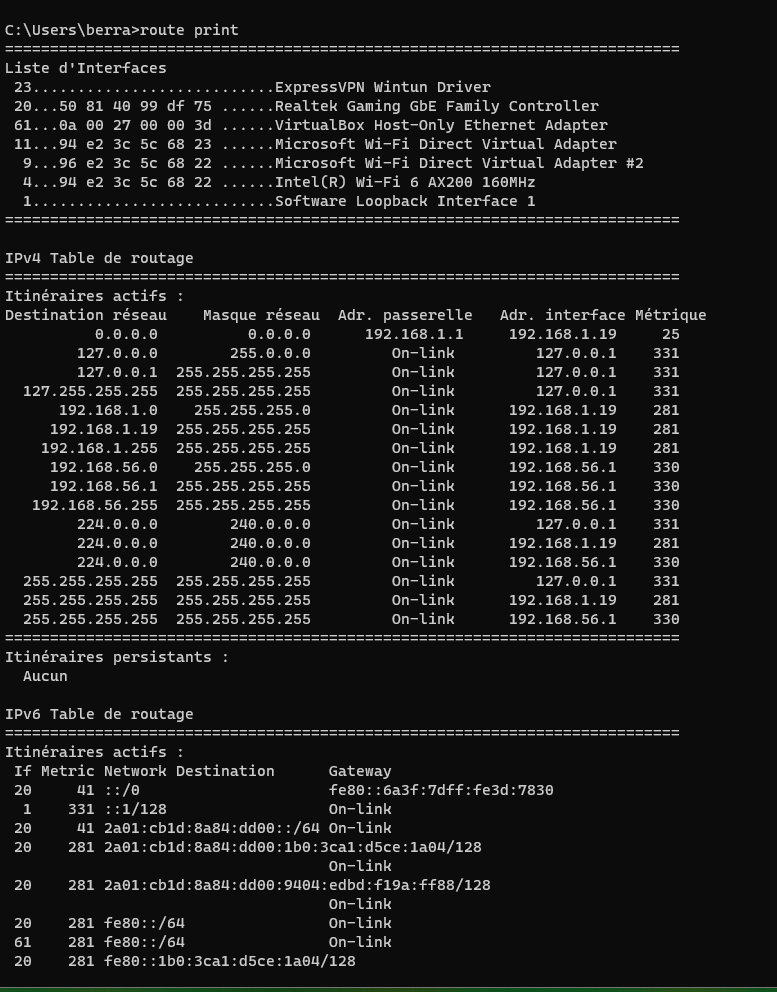 C:\Users\berra>route print
===========================================================================
Liste d'Interfaces
 23...........................ExpressVPN Wintun Driver
 20...50 81 40 99 df 75 ......Realtek Gaming GbE Family Controller
 61...0a 00 27 00 00 3d ......VirtualBox Host-Only Ethernet Adapter
 11...94 e2 3c 5c 68 23 ......Microsoft Wi-Fi Direct Virtual Adapter
  9...96 e2 3c 5c 68 22 ......Microsoft Wi-Fi Direct Virtual Adapter #2
  4...94 e2 3c 5c 68 22 ......Intel(R) Wi-Fi 6 AX200 160MHz
  1...........................Software Loopback Interface 1
===========================================================================

IPv4 Table de routage
===========================================================================
Itinéraires actifs :
Destination réseau    Masque réseau  Adr. passerelle   Adr. interface Métrique
          0.0.0.0          0.0.0.0      192.168.1.1     192.168.1.19     25
        127.0.0.0        255.0.0.0         On-link         127.0.0.1    331
        127.0.0.1  255.255.255.255         On-link         127.0.0.1    331
  127.255.255.255  255.255.255.255         On-link         127.0.0.1    331
      192.168.1.0    255.255.255.0         On-link      192.168.1.19    281
     192.168.1.19  255.255.255.255         On-link      192.168.1.19    281
    192.168.1.255  255.255.255.255         On-link      192.168.1.19    281
     192.168.56.0    255.255.255.0         On-link      192.168.56.1    330
     192.168.56.1  255.255.255.255         On-link      192.168.56.1    330
   192.168.56.255  255.255.255.255         On-link      192.168.56.1    330
        224.0.0.0        240.0.0.0         On-link         127.0.0.1    331
        224.0.0.0        240.0.0.0         On-link      192.168.1.19    281
        224.0.0.0        240.0.0.0         On-link      192.168.56.1    330
  255.255.255.255  255.255.255.255         On-link         127.0.0.1    331
  255.255.255.255  255.255.255.255         On-link      192.168.1.19    281
  255.255.255.255  255.255.255.255         On-link      192.168.56.1    330
===========================================================================
Itinéraires persistants :
  Aucun

IPv6 Table de routage
===========================================================================
Itinéraires actifs :
 If Metric Network Destination      Gateway
 20     41 ::/0                     fe80::6a3f:7dff:fe3d:7830
  1    331 ::1/128                  On-link
 20     41 2a01:cb1d:8a84:dd00::/64 On-link
 20    281 2a01:cb1d:8a84:dd00:1b0:3ca1:d5ce:1a04/128
                                    On-link
 20    281 2a01:cb1d:8a84:dd00:9404:edbd:f19a:ff88/128
                                    On-link
 20    281 fe80::/64                On-link
 61    281 fe80::/64                On-link
 20    281 fe80::1b0:3ca1:d5ce:1a04/128